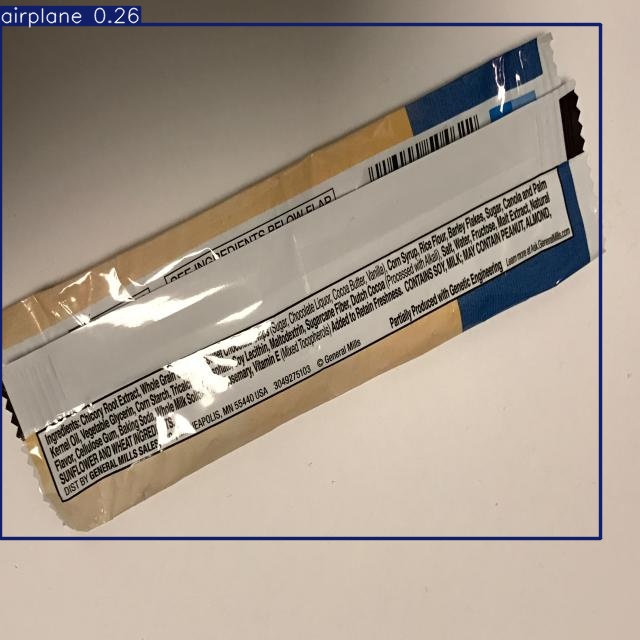 airplane 0.26
SEE INGREDIENTS BELOW FLAP
Ingredients: Chicory Root Extract, Whole Grain (Sugar, Chocolate Liquor, Cocoa Butter, Vanilla), Corn Syrup, Rice Flour, Barley Flakes, Sugar, Canola and Palm
Kernel Oil, Vegetable Glycerin, Corn Starch, Soy Lecithin, Maltodextrin, Sugarcane Fiber, Dutch Cocoa (Processed with Alkali), Salt, Water, Fructose, Malt Extract, Natural
Flavor, Cellulose Gum, Baking Soda, Whole Milk Rosemary, Vitamin E (Mixed Tocopherols) Added to Retain Freshness. CONTAINS SOY, MILK; MAY CONTAIN PEANUT, ALMOND,
SUNFLOWER AND WHEAT INGREDIENTS.
Partially Produced with Genetic Engineering Learn more at Ask.GeneralMills.com
DIST BY GENERAL MILLS SALES, MINNEAPOLIS, MN 55440 USA 3049275103 © General Mills